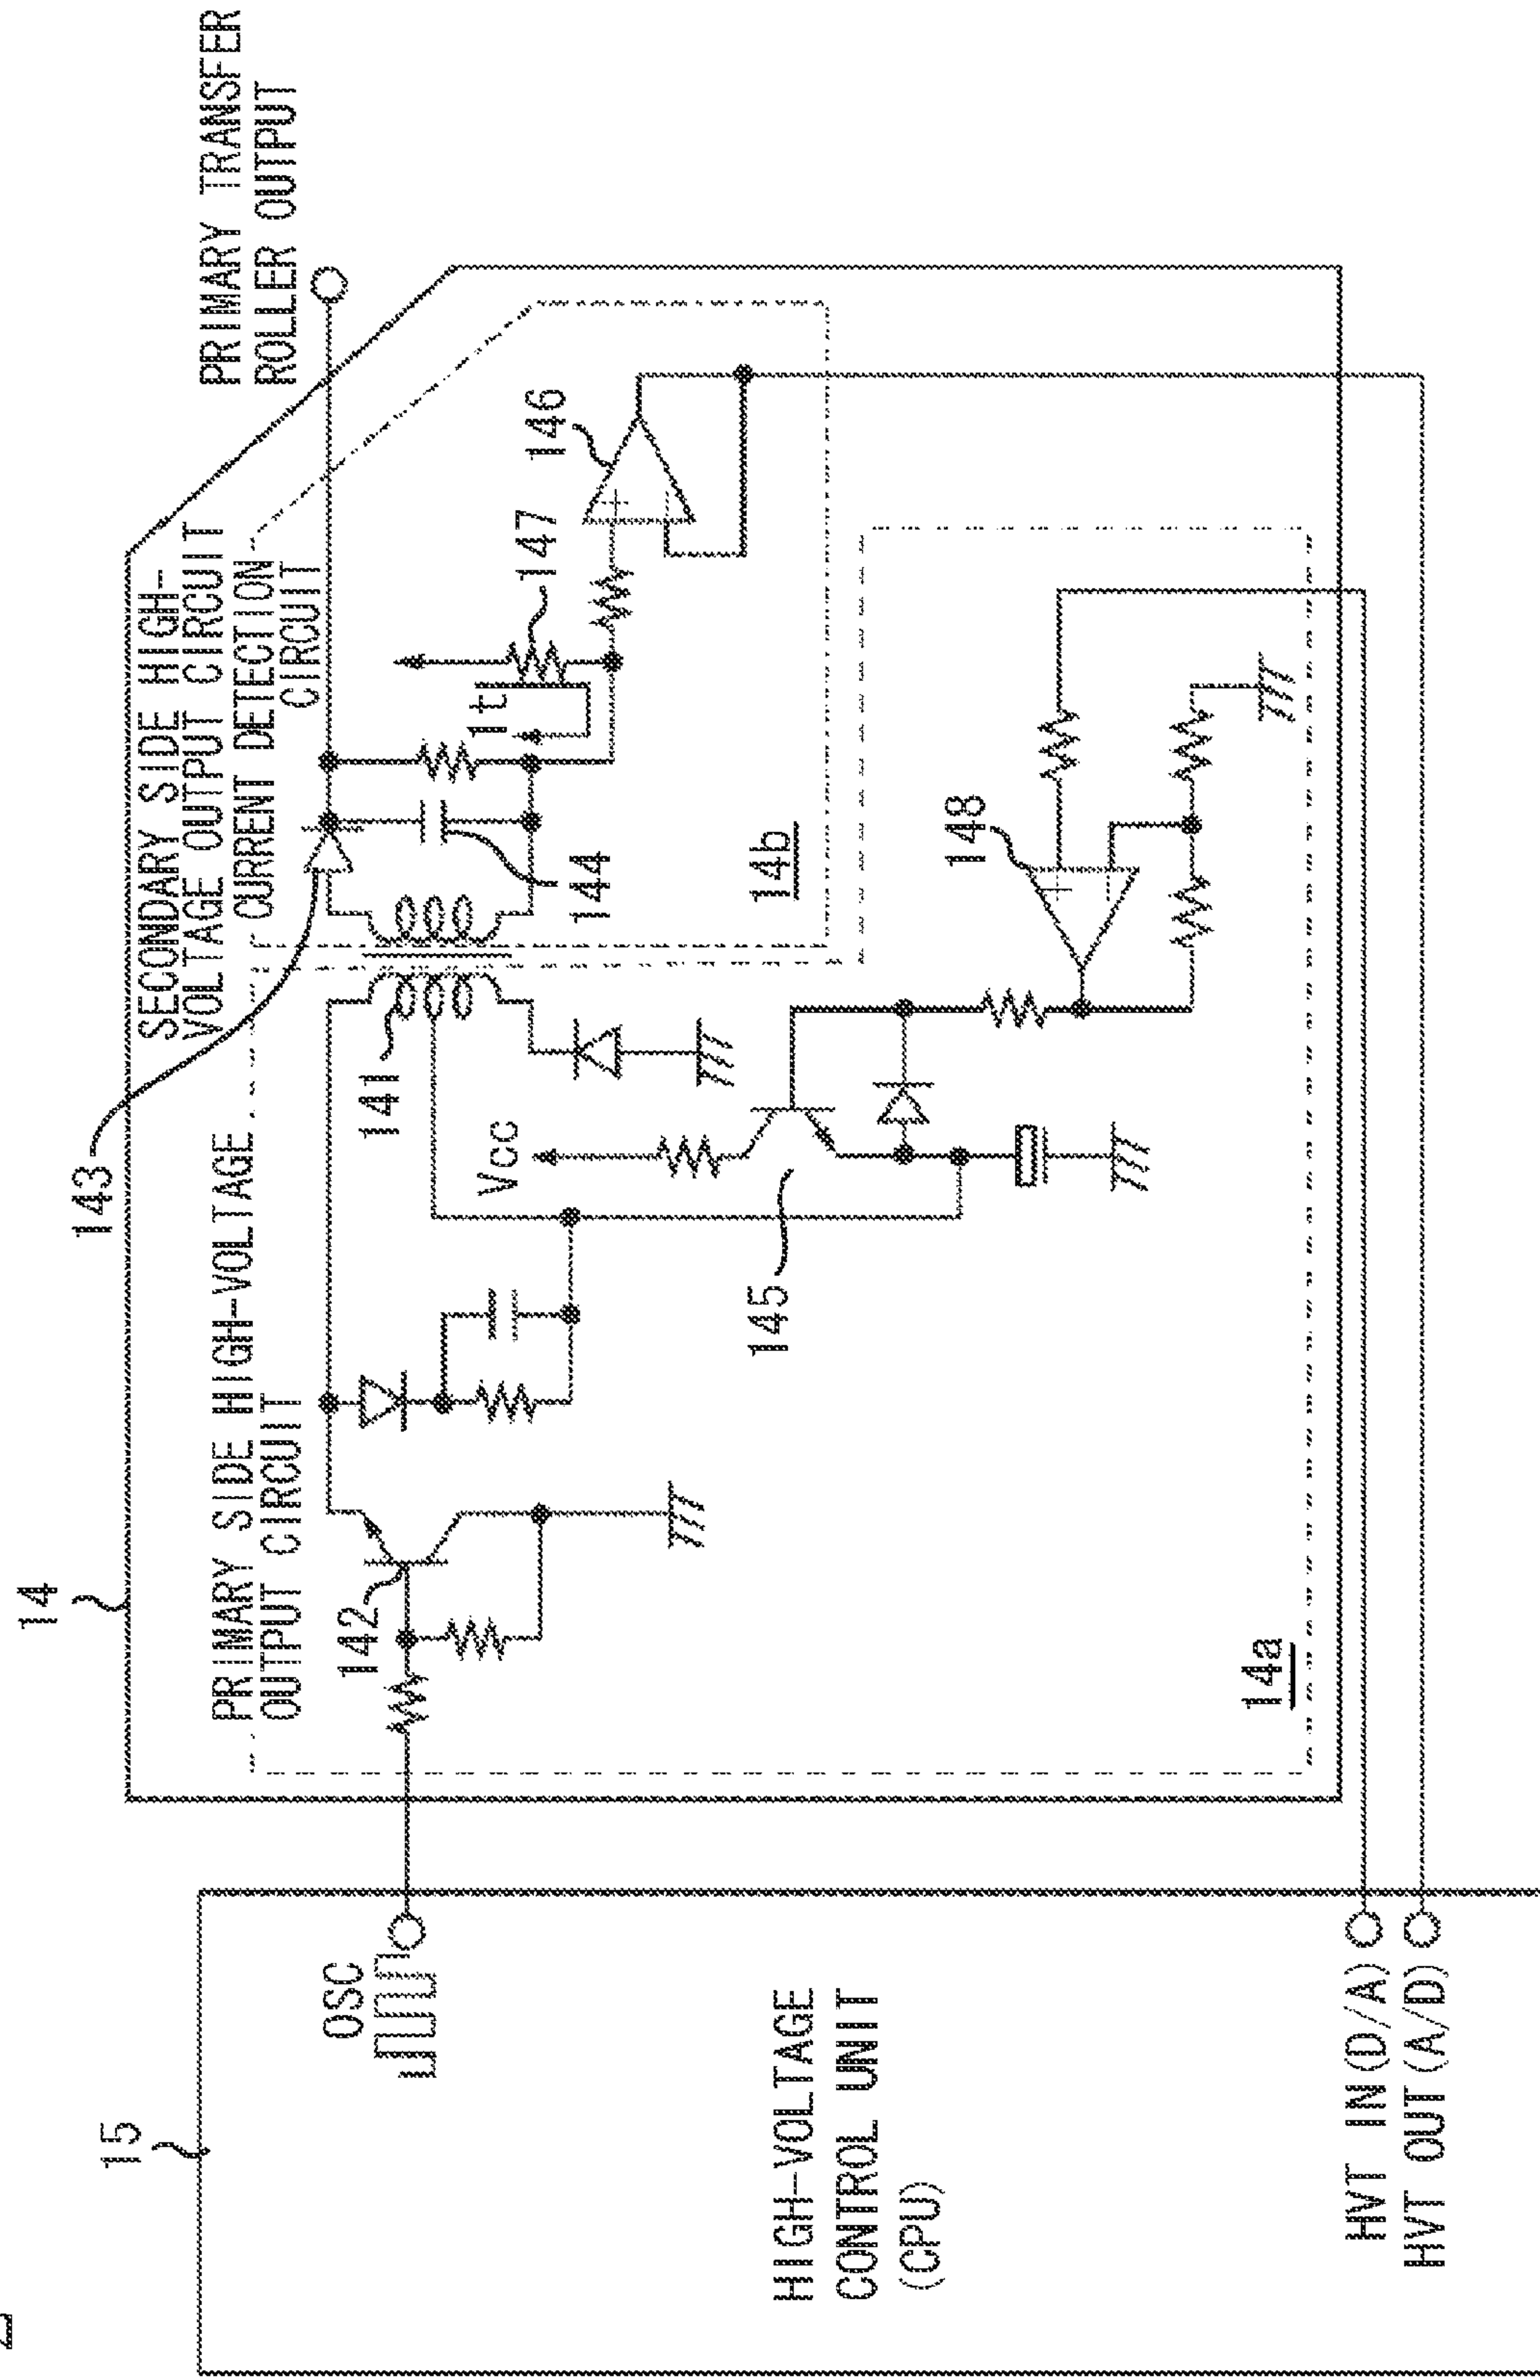 PRIMARY TRANSFER
ROLLER OUTPUT
14
143
SECONDARY SIDE HIGH-
VOLTAGE OUTPUT CIRCUIT
CURRENT DETECTION
CIRCUIT
PRIMARY SIDE HIGH-VOLTAGE
OUTPUT CIRCUIT
15
OSC
142
141
144
It
147
146
Vcc
145
14b
148
+
−
+
−
14a
HIGH-VOLTAGE
CONTROL UNIT
(CPU)
HVT IN(D/A)
HVT OUT(A/D)